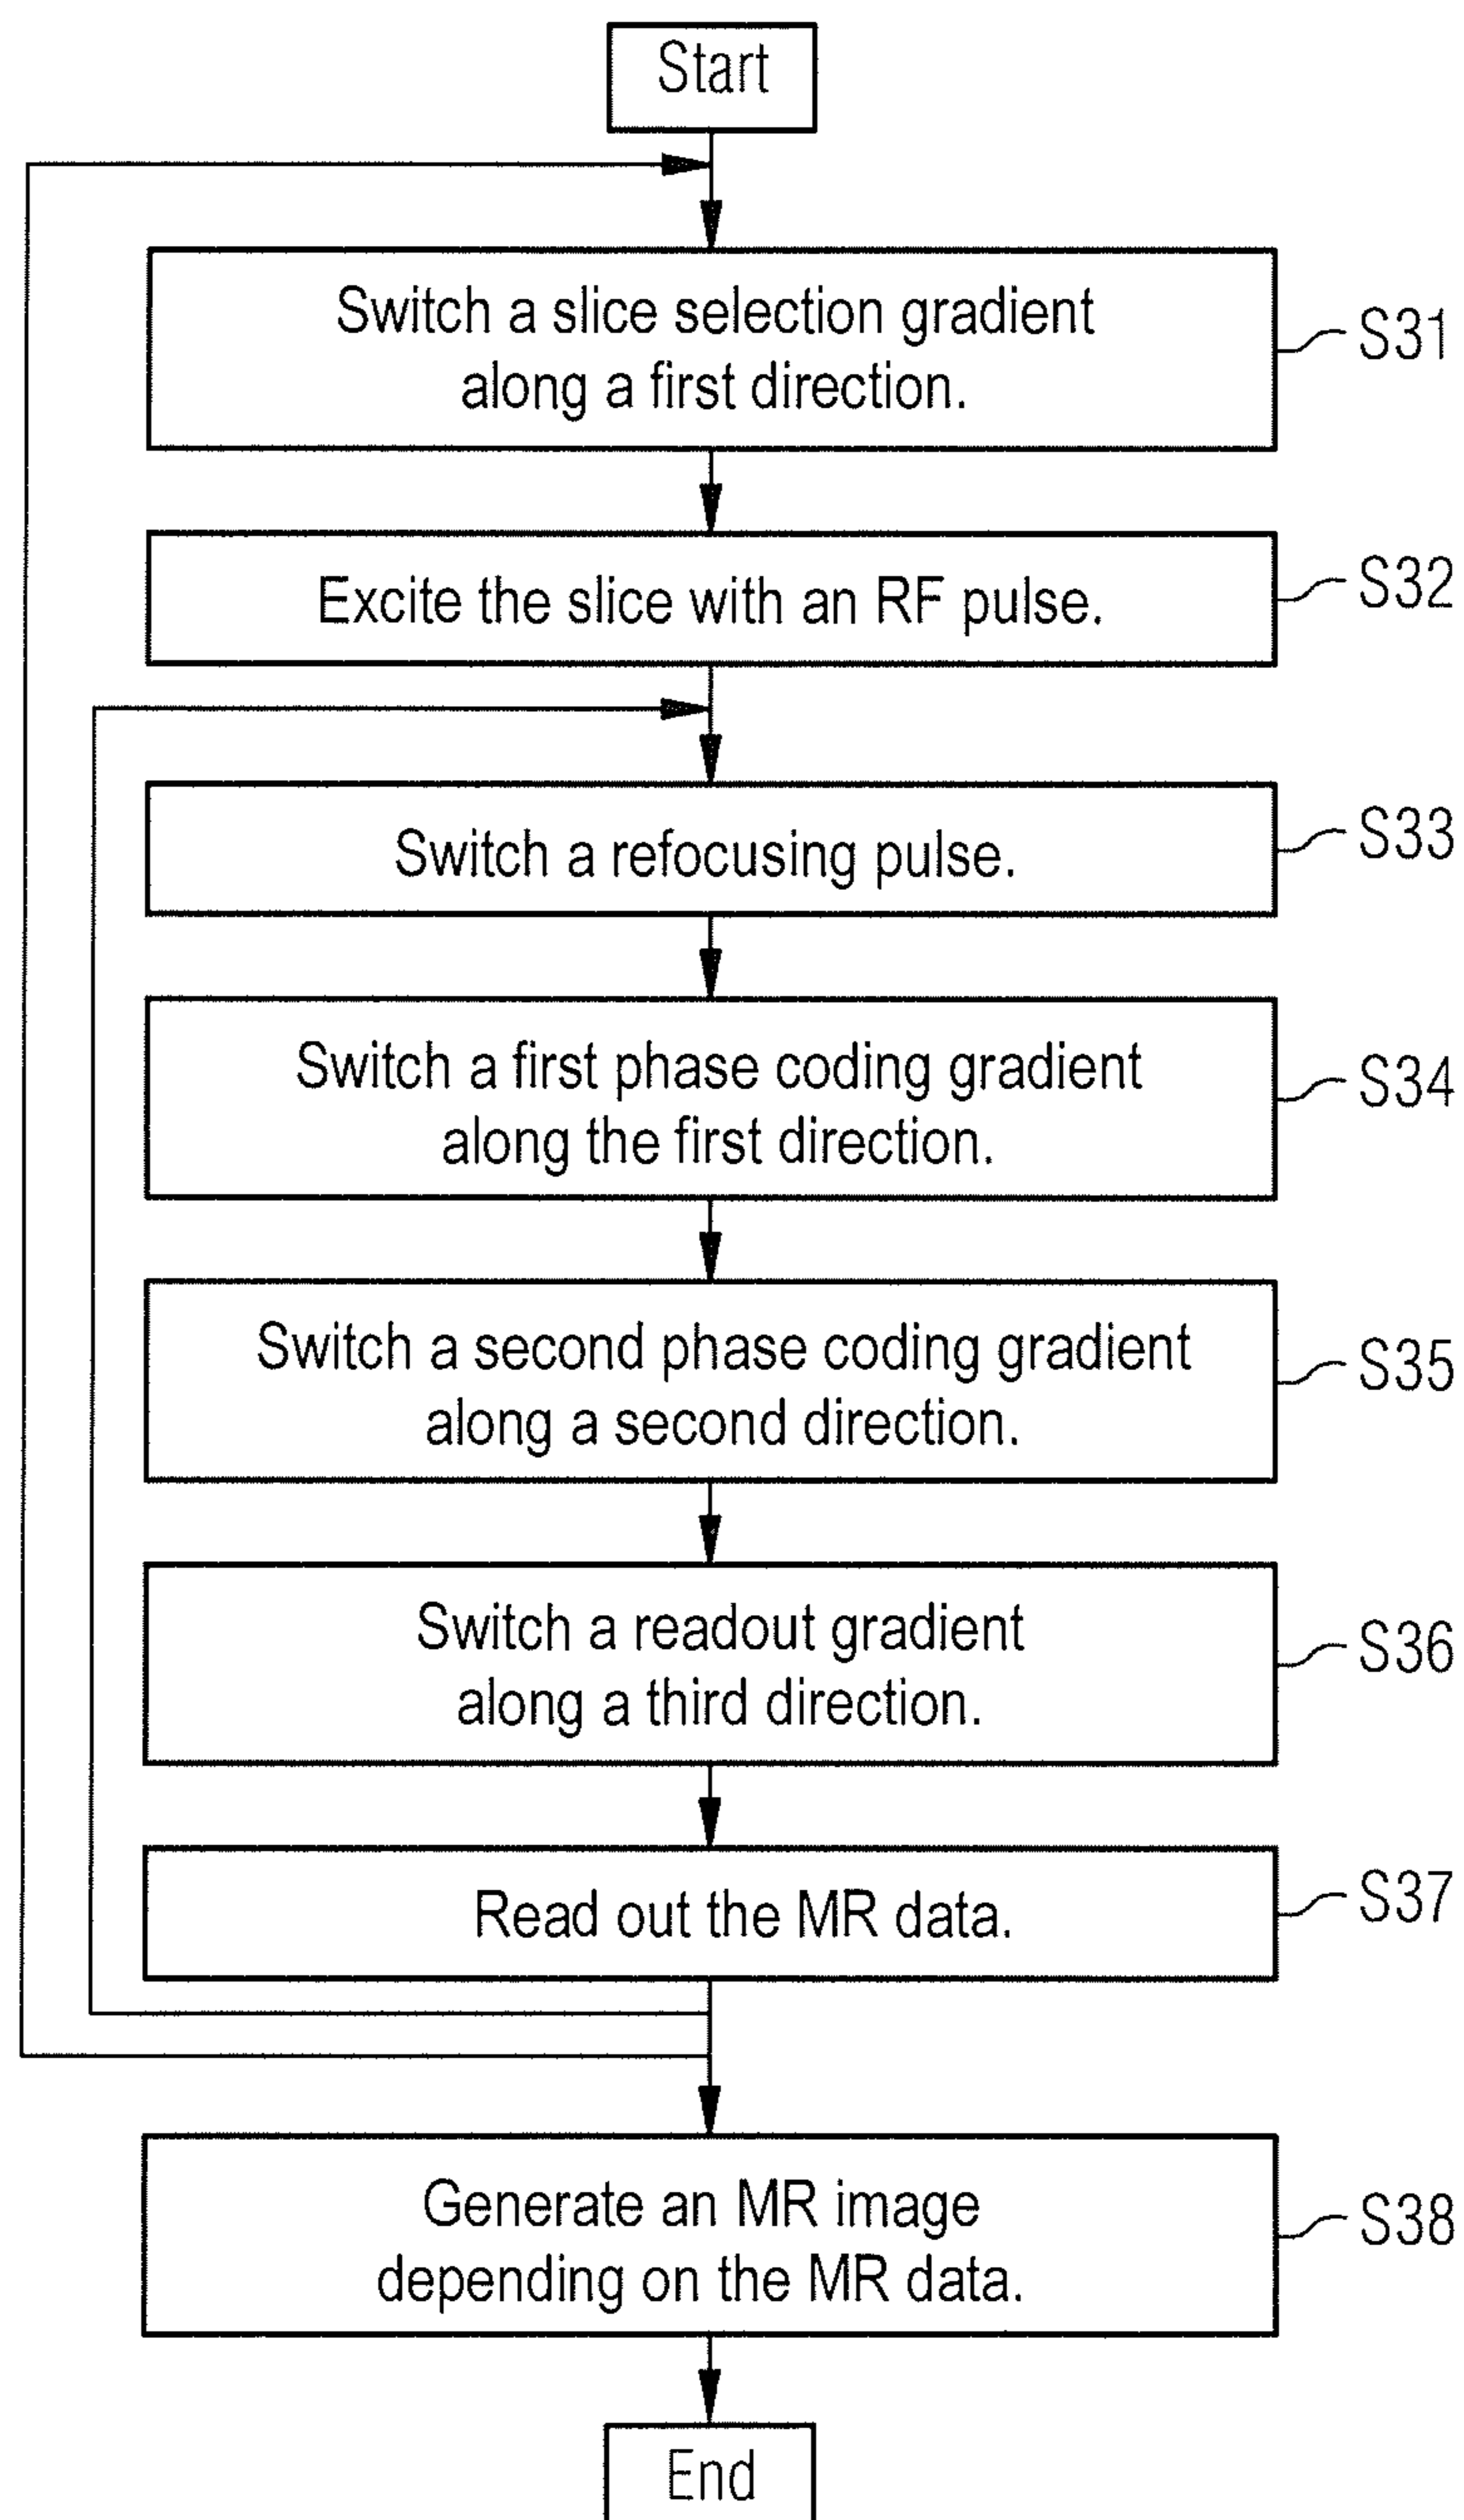 Start
Switch a slice selection gradient
along a first direction.
S31
Excite the slice with an RF pulse.
S32
Switch a refocusing pulse.
S33
Switch a first phase coding gradient
along the first direction.
S34
Switch a second phase coding gradient
along a second direction.
S35
Switch a readout gradient
along a third direction.
S36
Read out the MR data.
S37
Generate an MR image
depending on the MR data.
S38
End